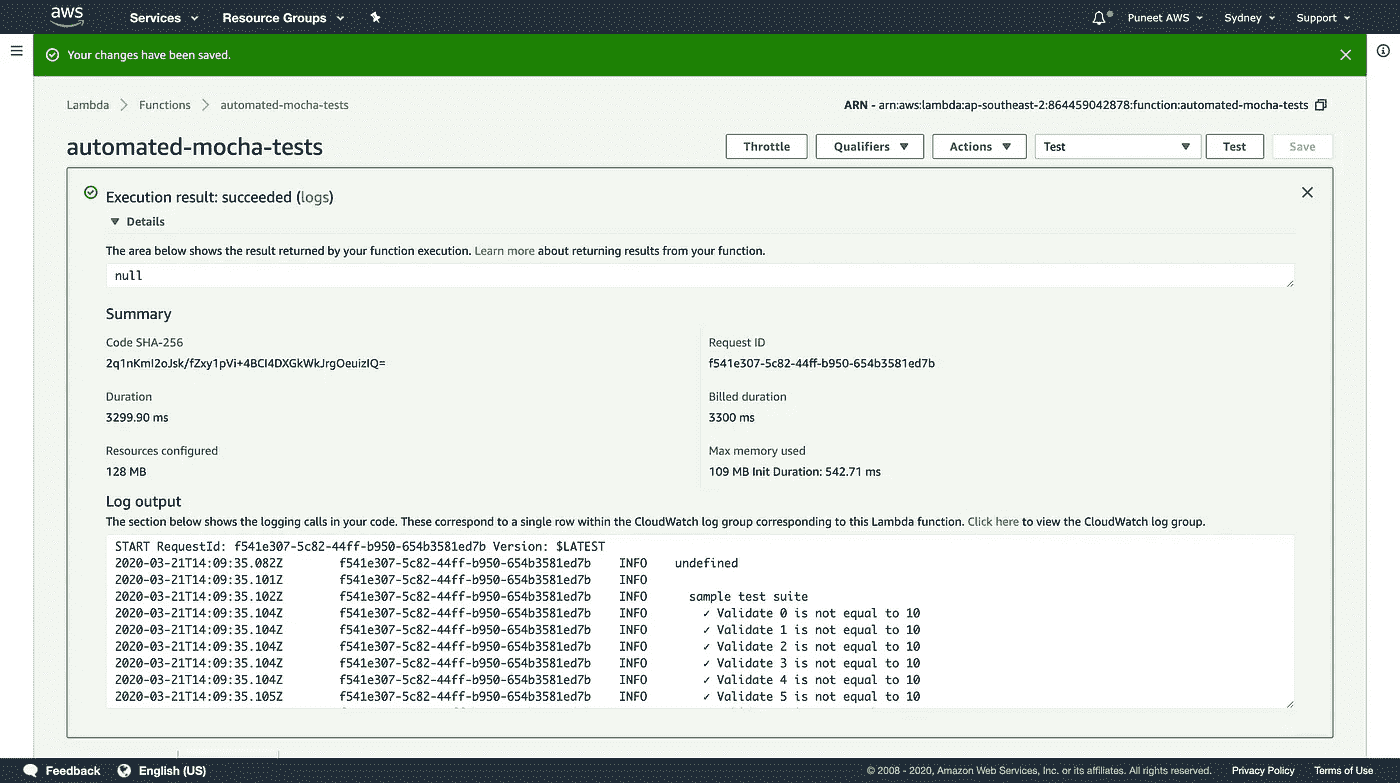 aws Services Resource Groups Puneet AWS Sydney Support
Your changes have been saved.
Lambda Functions automated-mocha-tests ARN - arn:aws:lambda:ap-southeast-2:864459042878:function:automated-mocha-tests
automated-mocha-tests Throttle Qualifiers Actions Test Test Save
Execution result: succeeded (logs)
Details
The area below shows the result returned by your function execution. Learn more about returning results from your function.
null
Summary
Code SHA-256 Request ID
2q1nKmI2oJsk/fZxy1pVi+4BCI4DXGkWkJrgOeuizIQ= f541e307-5c82-44ff-b950-654b3581ed7b
Duration Billed duration
3299.90 ms 3300 ms
Resources configured Max memory used
128 MB 109 MB Init Duration: 542.71 ms
Log output
The section below shows the logging calls in your code. These correspond to a single row within the CloudWatch log group corresponding to this Lambda function. Click here to view the CloudWatch log group.
START RequestId: f541e307-5c82-44ff-b950-654b3581ed7b Version: $LATEST
2020-03-21T14:09:35.082Z f541e307-5c82-44ff-b950-654b3581ed7b INFO undefined
2020-03-21T14:09:35.101Z f541e307-5c82-44ff-b950-654b3581ed7b INFO
2020-03-21T14:09:35.102Z f541e307-5c82-44ff-b950-654b3581ed7b INFO sample test suite
2020-03-21T14:09:35.104Z f541e307-5c82-44ff-b950-654b3581ed7b INFO ✓ Validate 0 is not equal to 10
2020-03-21T14:09:35.104Z f541e307-5c82-44ff-b950-654b3581ed7b INFO ✓ Validate 1 is not equal to 10
2020-03-21T14:09:35.104Z f541e307-5c82-44ff-b950-654b3581ed7b INFO ✓ Validate 2 is not equal to 10
2020-03-21T14:09:35.104Z f541e307-5c82-44ff-b950-654b3581ed7b INFO ✓ Validate 3 is not equal to 10
2020-03-21T14:09:35.104Z f541e307-5c82-44ff-b950-654b3581ed7b INFO ✓ Validate 4 is not equal to 10
2020-03-21T14:09:35.105Z f541e307-5c82-44ff-b950-654b3581ed7b INFO ✓ Validate 5 is not equal to 10
Feedback English (US) © 2008 - 2020, Amazon Web Services, Inc. or its affiliates. All rights reserved. Privacy Policy Terms of Use